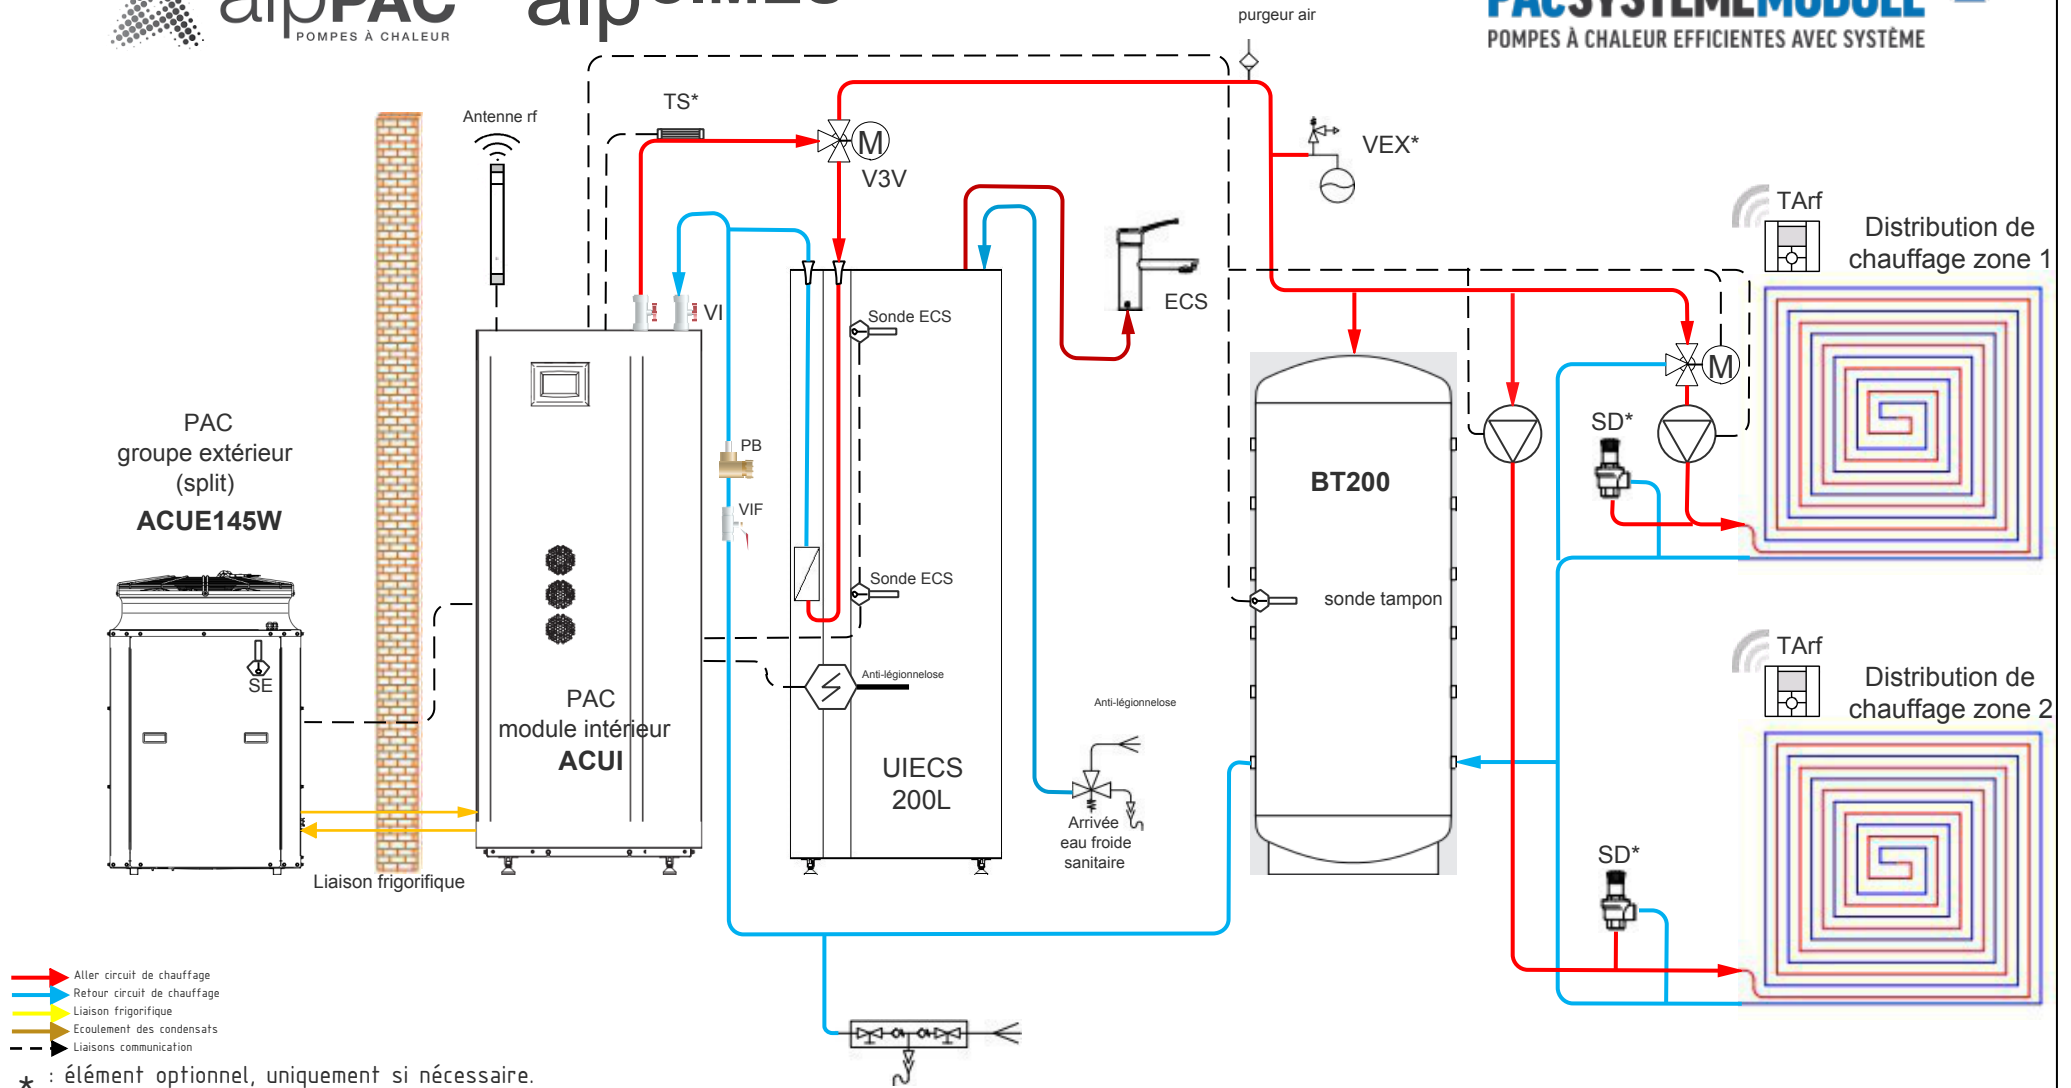 alpPAC
POMPES À CHALEUR
alp
PACSYSTÈMEMODULE
POMPES À CHALEUR EFFICIENTES AVEC SYSTÈME
purgeur air
Antenne rf
TS*
M
V3V
VEX*
VI
TArf
Distribution de
chauffage zone 1
ECS
Sonde ECS
M
PAC
groupe extérieur
(split)
ACUE145W
PB
VIF
SD*
BT200
Sonde ECS
sonde tampon
SE
Anti-légionnelose
PAC
module intérieur
ACUI
UIECS
200L
Anti-légionnelose
Arrivée
eau froide
sanitaire
TArf
Distribution de
chauffage zone 2
SD*
Liaison frigorifique
Aller circuit de chauffage
Retour circuit de chauffage
Liaison frigorifique
Ecoulement des condensats
Liaisons communication
* : élément optionnel, uniquement si nécessaire.